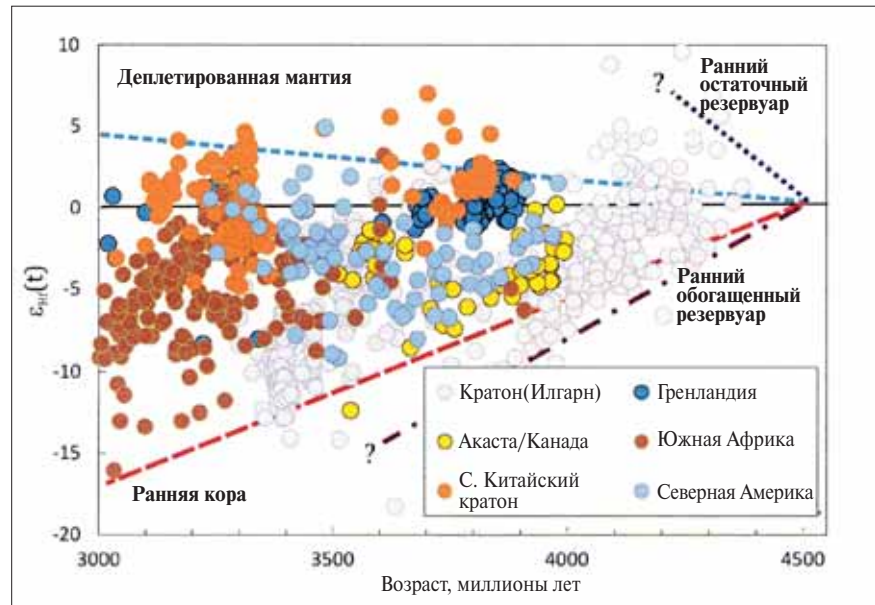 10
5
0
-5
-10
-15
-20
ε_Hf(t)
Деплетированная мантия
?
Ранний
остаточный
резервуар
Ранний
обогащенный
резервуар
?
Ранняя кора
Кратон(Илгарн)
Гренландия
Акаста/Канада
Южная Африка
С. Китайский
кратон
Северная Америка
3000
3500
4000
4500
Возраст, миллионы лет